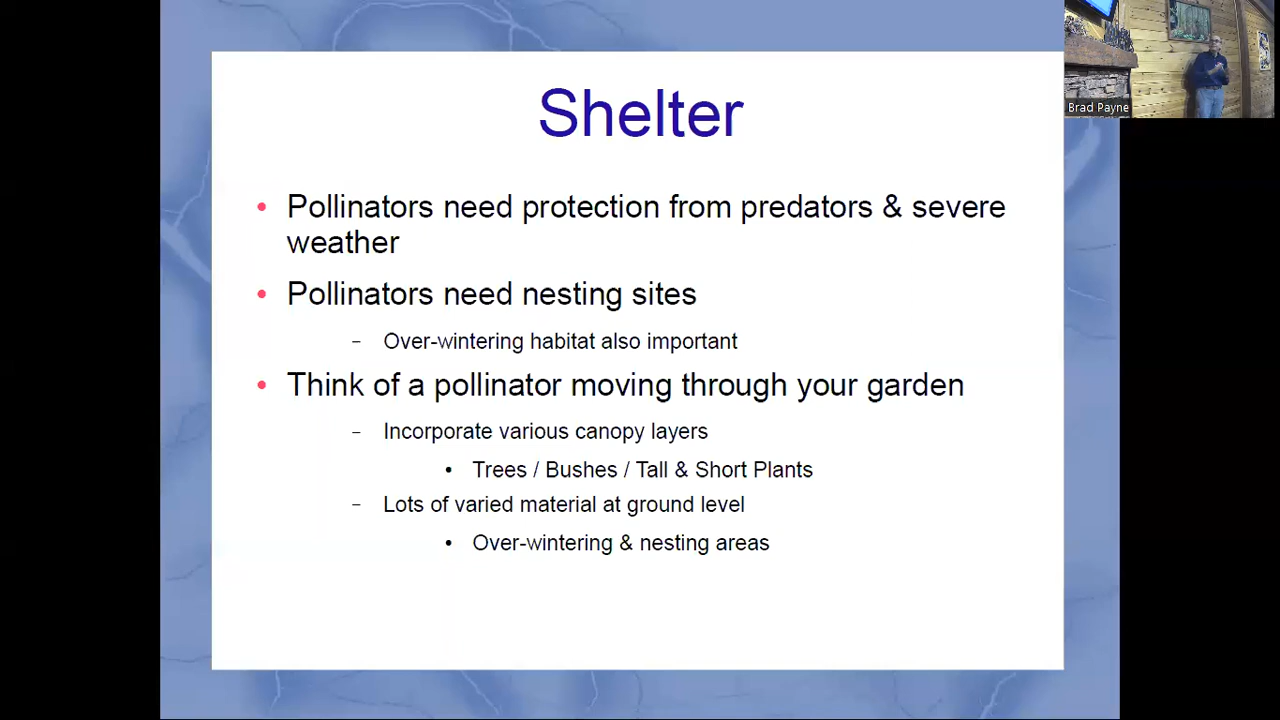 Shelter
• Pollinators need protection from predators & severe
weather
• Pollinators need nesting sites
– Over-wintering habitat also important
• Think of a pollinator moving through your garden
– Incorporate various canopy layers
• Trees / Bushes / Tall & Short Plants
– Lots of varied material at ground level
• Over-wintering & nesting areas
Brad Payne